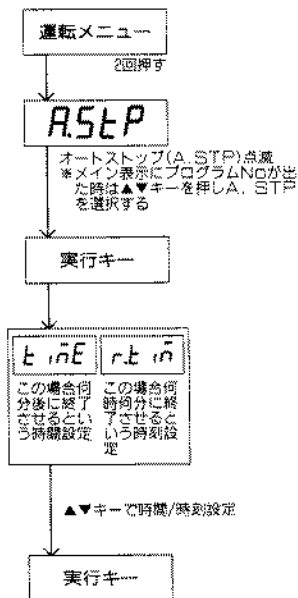 運転メニュー
2回押す
A.StP
オートストップ(A.STP)点滅
※メイン表示にプログラムNoが出
た時は▲▼キーを押しA. STP
を選択する
実行キー
timE
r.tim
この場合何
分後に終了
させるとい
う時間設定
この場合何
時何分に終
了させると
いう時刻設
定
▲▼キーで時間/時刻設定
実行キー